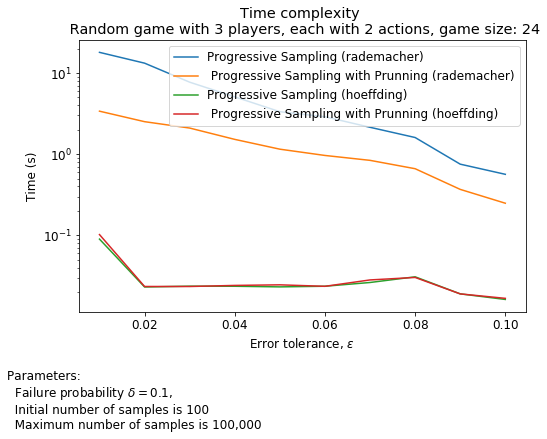 Time complexity
Random game with 3 players, each with 2 actions, game size: 24
Progressive Sampling (rademacher)
Progressive Sampling with Prunning (rademacher)
Progressive Sampling (hoeffding)
Progressive Sampling with Prunning (hoeffding)
Time (s)
10¹
10⁰
10⁻¹
0.02 0.04 0.06 0.08 0.10
Error tolerance, ε
Parameters:
Failure probability δ = 0.1,
Initial number of samples is 100
Maximum number of samples is 100,000